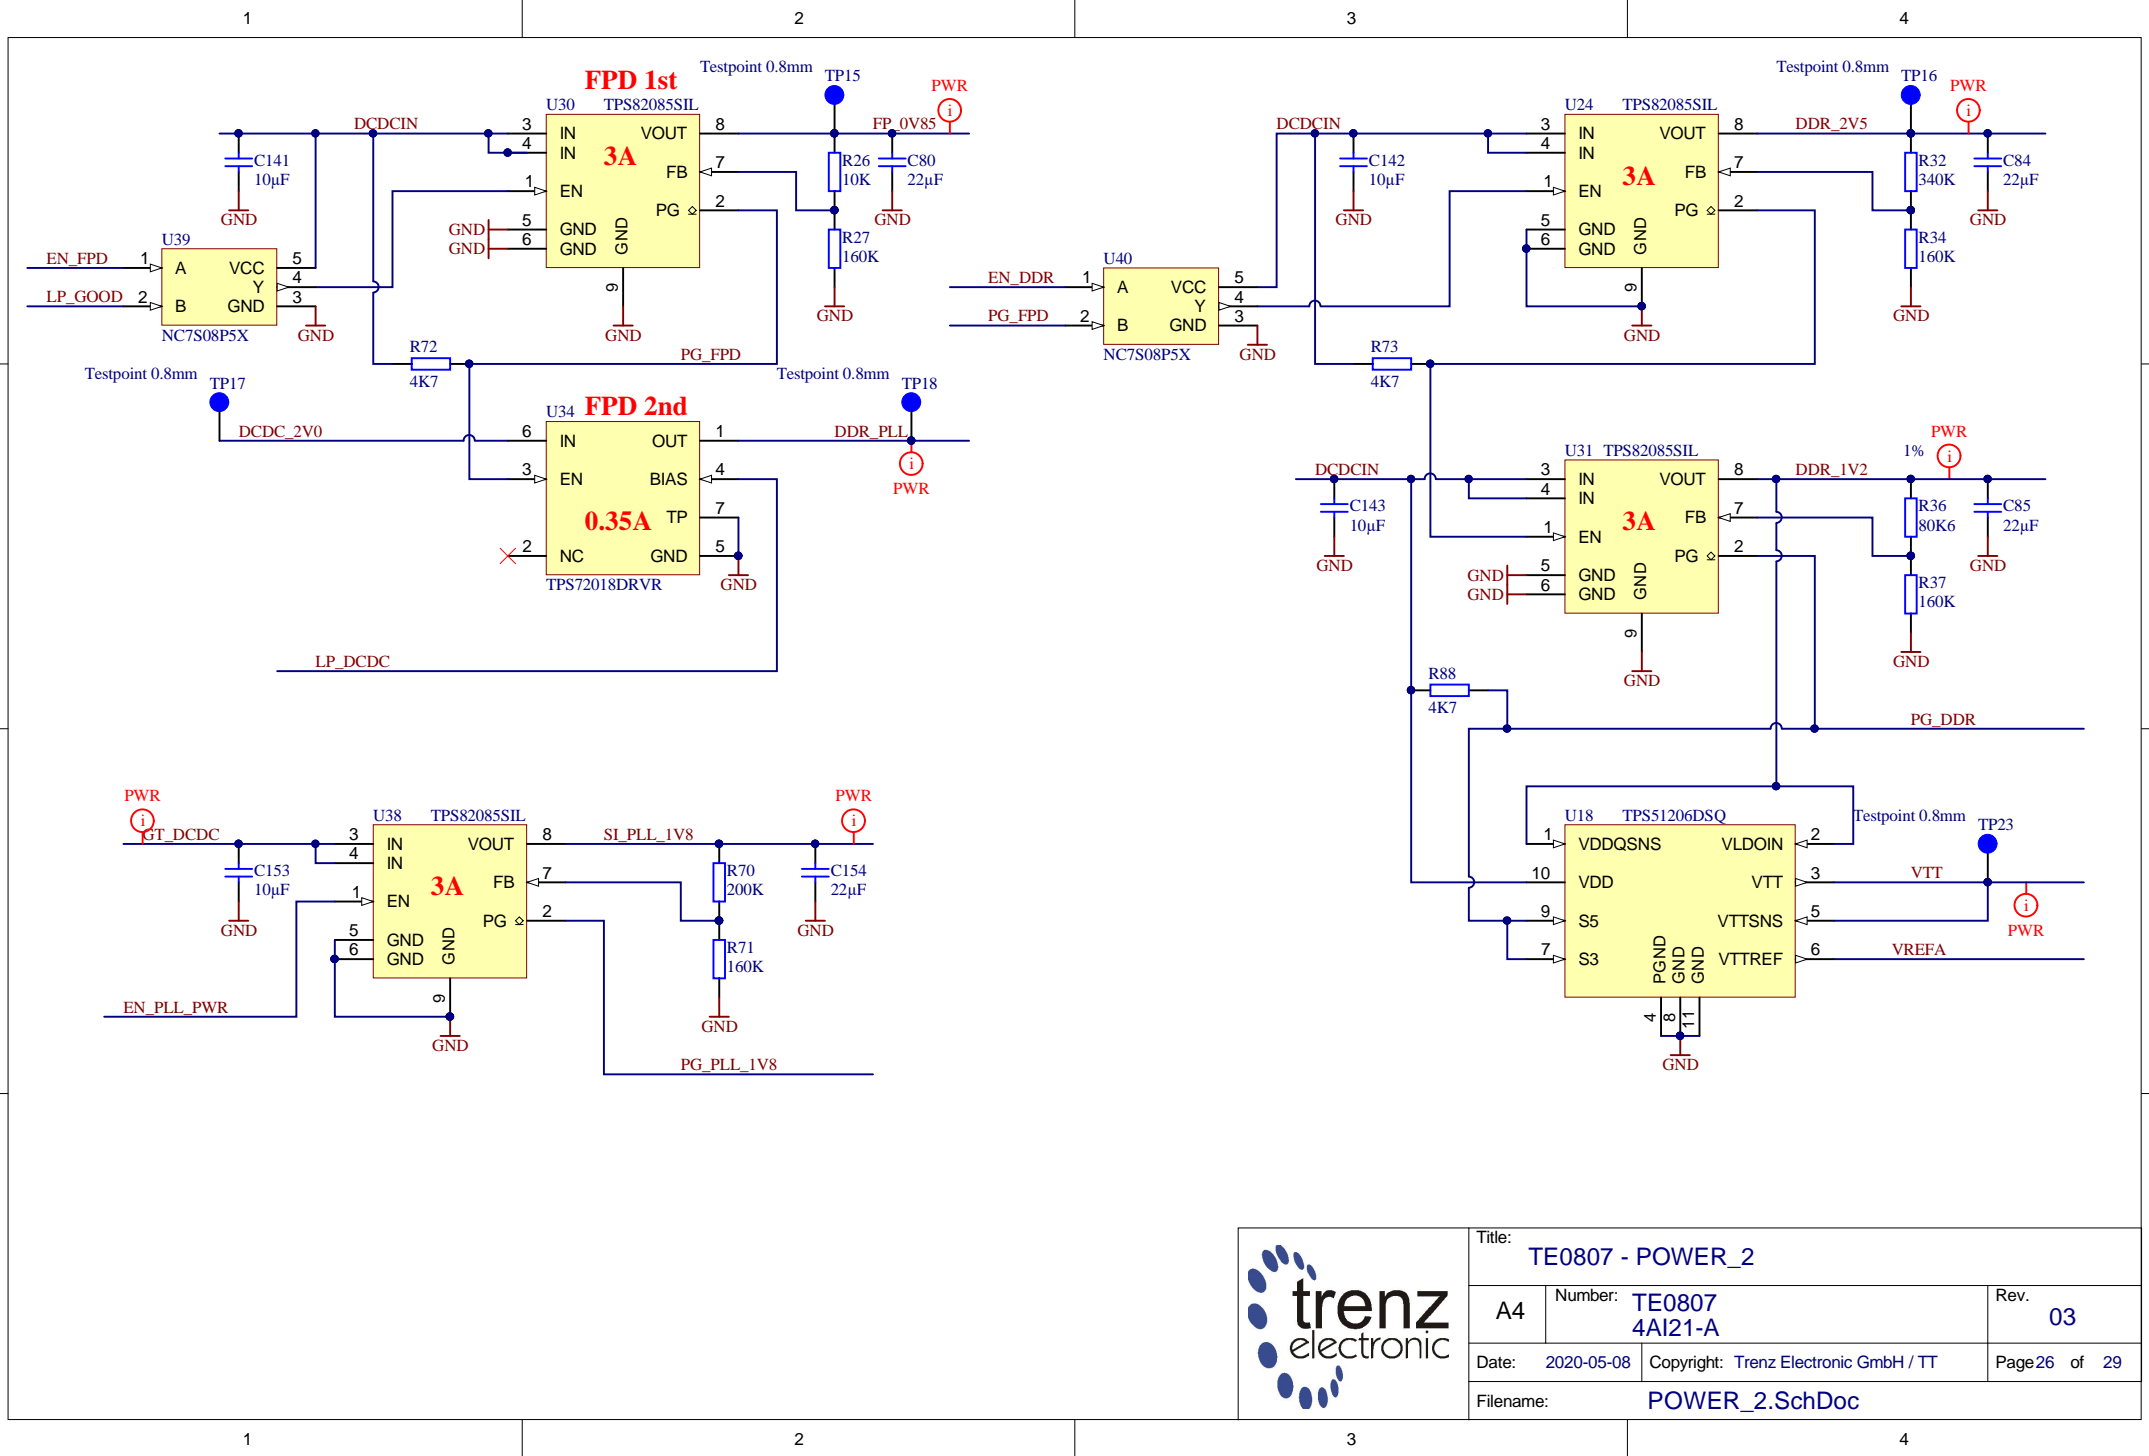 1 2 3 4
FPD 1st
Testpoint 0.8mm
TP15
PWR
i
U30 TPS82085SIL
DCDCIN
3 IN VOUT 8
FP_0V85
4 IN
3A
C141
10µF
GND
FB 7
R26
10K
C80
22µF
GND
1 EN
PG 2
GND 5 GND
GND 6 GND
GND
9
GND
R27
160K
GND
U39
EN_FPD 1 A VCC 5
Y 4
LP_GOOD 2 B GND 3
NC7S08P5X
GND
R72
4K7
PG_FPD
Testpoint 0.8mm
TP17
Testpoint 0.8mm
TP18
U34 FPD 2nd
DCDC_2V0
6 IN OUT 1
DDR_PLL
i
PWR
3 EN BIAS 4
0.35A
TP 7
2 NC GND 5
TPS72018DRVR
GND
LP_DCDC
PWR
i
GT_DCDC
U38 TPS82085SIL
PWR
i
3 IN VOUT 8
SI_PLL_1V8
4 IN
3A
C153
10µF
GND
FB 7
R70
200K
C154
22µF
GND
1 EN
PG 2
5 GND
6 GND
GND
9
GND
R71
160K
GND
EN_PLL_PWR
PG_PLL_1V8
Testpoint 0.8mm
TP16
PWR
i
U24 TPS82085SIL
DCDCIN
3 IN VOUT 8
DDR_2V5
4 IN
3A
C142
10µF
GND
FB 7
R32
340K
C84
22µF
GND
1 EN
PG 2
5 GND
6 GND
GND
9
GND
R34
160K
GND
U40
EN_DDR 1 A VCC 5
Y 4
PG_FPD 2 B GND 3
NC7S08P5X
GND
R73
4K7
U31 TPS82085SIL
1%
PWR
i
DCDCIN
3 IN VOUT 8
DDR_1V2
4 IN
3A
C143
10µF
GND
FB 7
R36
80K6
C85
22µF
GND
1 EN
PG 2
GND 5 GND
GND 6 GND
GND
9
GND
R37
160K
GND
R88
4K7
PG_DDR
U18 TPS51206DSQ
Testpoint 0.8mm
TP23
1 VDDQSNS VLDOIN 2
10 VDD VTT 3
VTT
9 S5 VTTSNS 5
i
PWR
7 S3 VTTREF 6
VREFA
PGND GND GND
4 8 11
GND
trenz
electronic
Title:
TE0807 - POWER_2
A4
Number: TE0807
4AI21-A
Rev.
03
Date: 2020-05-08 Copyright: Trenz Electronic GmbH / TT Page 26 of 29
Filename: POWER_2.SchDoc
1 2 3 4